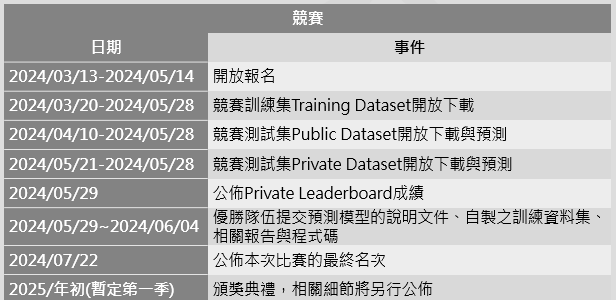 競賽
日期 事件
2024/03/13-2024/05/14 開放報名
2024/03/20-2024/05/28 競賽訓練集Training Dataset開放下載
2024/04/10-2024/05/28 競賽測試集Public Dataset開放下載與預測
2024/05/21-2024/05/28 競賽測試集Private Dataset開放下載與預測
2024/05/29 公佈Private Leaderboard成績
2024/05/29~2024/06/04 優勝隊伍提交預測模型的說明文件、自製之訓練資料集、
相關報告與程式碼
2024/07/22 公佈本次比賽的最終名次
2025/年初(暫定第一季) 頒獎典禮，相關細節將另行公佈